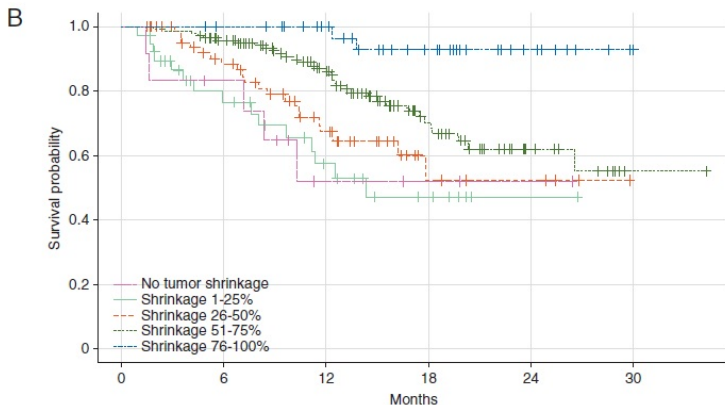 B
Survival probability
1.0
0.8
0.6
0.4
0.2
0
No tumor shrinkage
Shrinkage 1-25%
Shrinkage 26-50%
Shrinkage 51-75%
Shrinkage 76-100%
0 6 12 18 24 30
Months